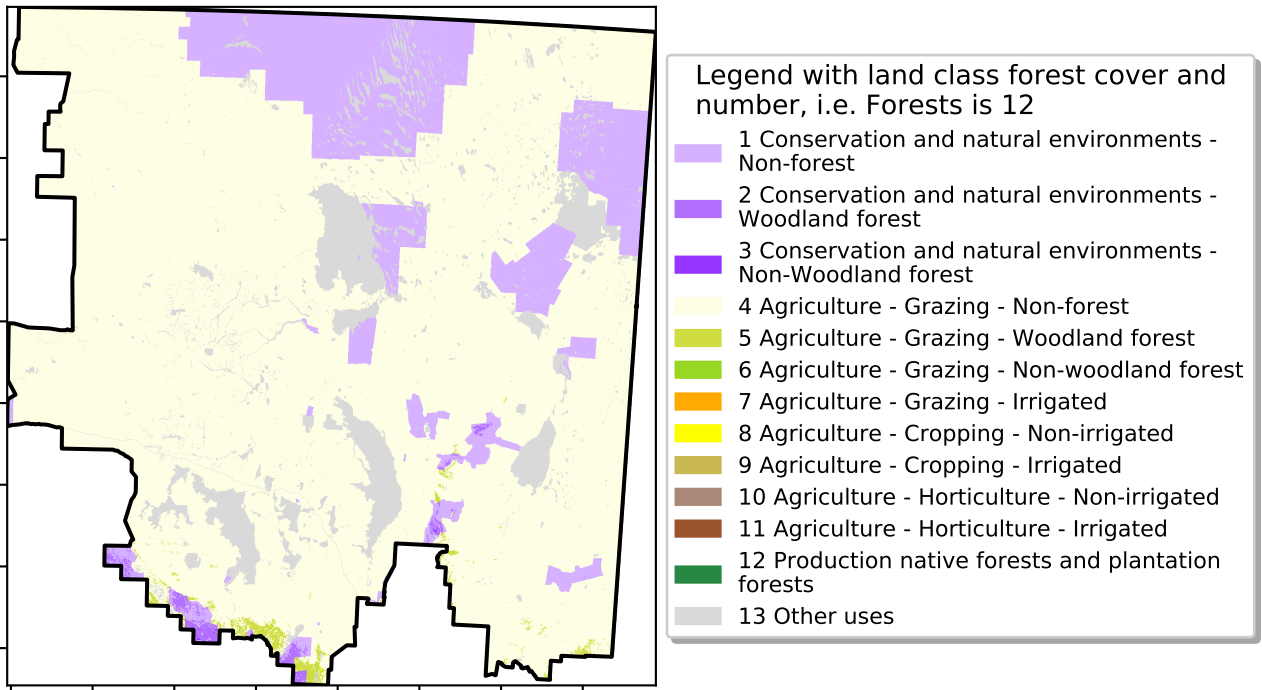 Legend with land class forest cover and
number, i.e. Forests is 12
1 Conservation and natural environments -
Non-forest
2 Conservation and natural environments -
Woodland forest
3 Conservation and natural environments -
Non-Woodland forest
4 Agriculture - Grazing - Non-forest
5 Agriculture - Grazing - Woodland forest
6 Agriculture - Grazing - Non-woodland forest
7 Agriculture - Grazing - Irrigated
8 Agriculture - Cropping - Non-irrigated
9 Agriculture - Cropping - Irrigated
10 Agriculture - Horticulture - Non-irrigated
11 Agriculture - Horticulture - Irrigated
12 Production native forests and plantation
forests
13 Other uses